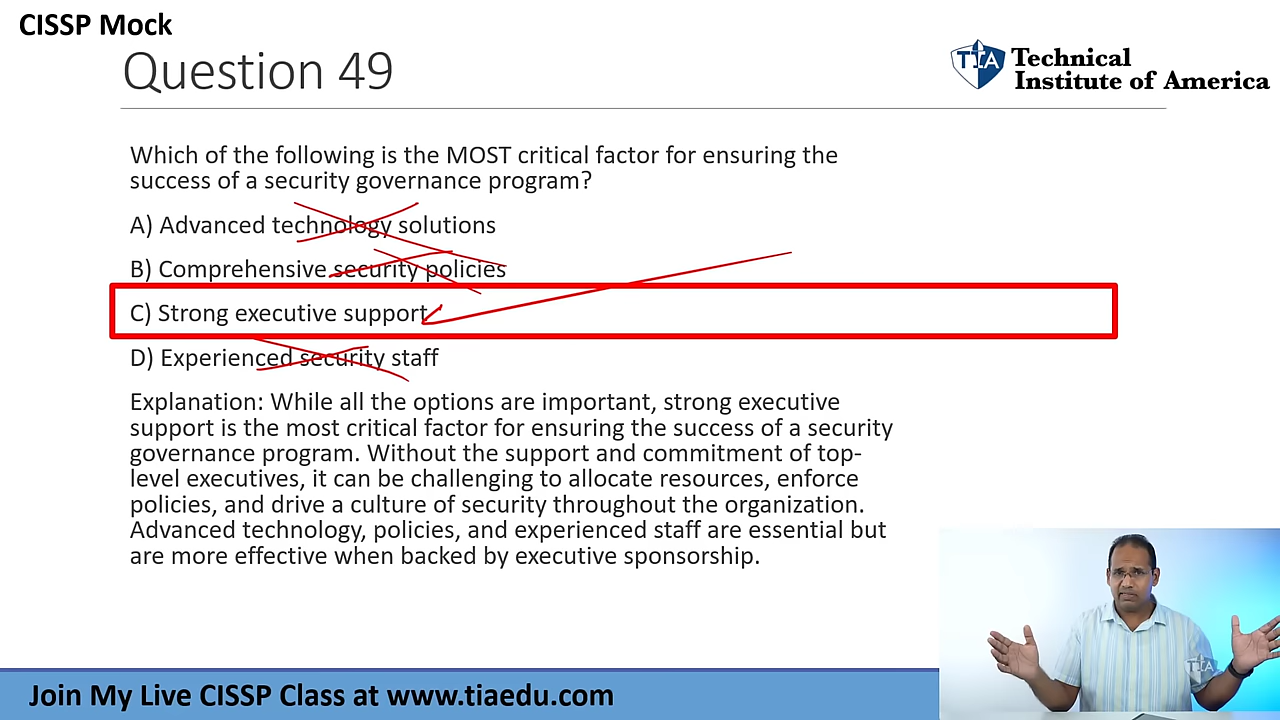 CISSP Mock
Question 49
TIA Technical
Institute of America
Which of the following is the MOST critical factor for ensuring the
success of a security governance program?
A) Advanced technology solutions
B) Comprehensive security policies
C) Strong executive support
D) Experienced security staff
Explanation: While all the options are important, strong executive
support is the most critical factor for ensuring the success of a security
governance program. Without the support and commitment of top-
level executives, it can be challenging to allocate resources, enforce
policies, and drive a culture of security throughout the organization.
Advanced technology, policies, and experienced staff are essential but
are more effective when backed by executive sponsorship.
TIA
Join My Live CISSP Class at www.tiaedu.com